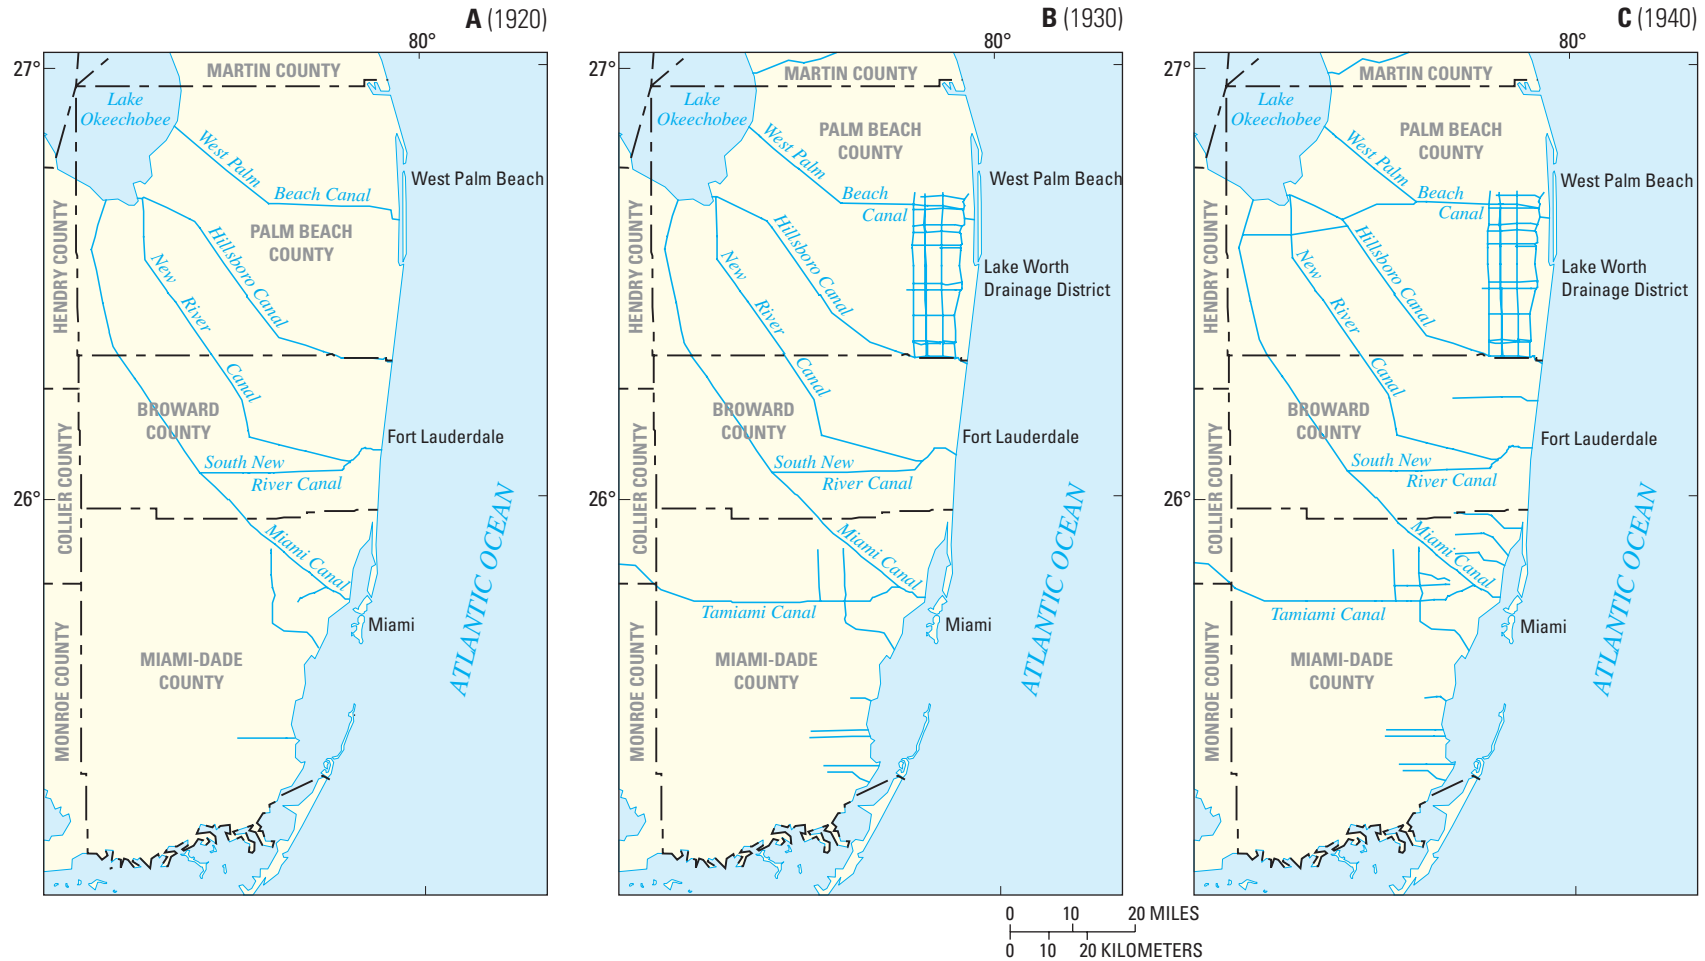 A (1920)
80°
27°
MARTIN COUNTY
Lake
Okeechobee
West Palm
Beach Canal
West Palm Beach
HENDRY COUNTY
PALM BEACH
COUNTY
Hillsboro Canal
New
River
Canal
BROWARD
COUNTY
Fort Lauderdale
COLLIER COUNTY
South New
River Canal
26°
Miami Canal
ATLANTIC OCEAN
Miami
MONROE COUNTY
MIAMI-DADE
COUNTY
B (1930)
80°
27°
MARTIN COUNTY
Lake
Okeechobee
PALM BEACH
COUNTY
West Palm
Beach
Canal
West Palm Beach
HENDRY COUNTY
Hillsboro Canal
New
River
Canal
Lake Worth
Drainage District
BROWARD
COUNTY
Fort Lauderdale
COLLIER COUNTY
South New
River Canal
26°
Miami Canal
ATLANTIC OCEAN
Tamiami Canal
Miami
MONROE COUNTY
MIAMI-DADE
COUNTY
C (1940)
80°
27°
MARTIN COUNTY
Lake
Okeechobee
PALM BEACH
COUNTY
West Palm
Beach
Canal
West Palm Beach
HENDRY COUNTY
Hillsboro Canal
New
River
Canal
Lake Worth
Drainage District
BROWARD
COUNTY
Fort Lauderdale
COLLIER COUNTY
South New
River Canal
26°
Miami Canal
ATLANTIC OCEAN
Tamiami Canal
Miami
MONROE COUNTY
MIAMI-DADE
COUNTY
0 10 20 MILES
0 10 20 KILOMETERS